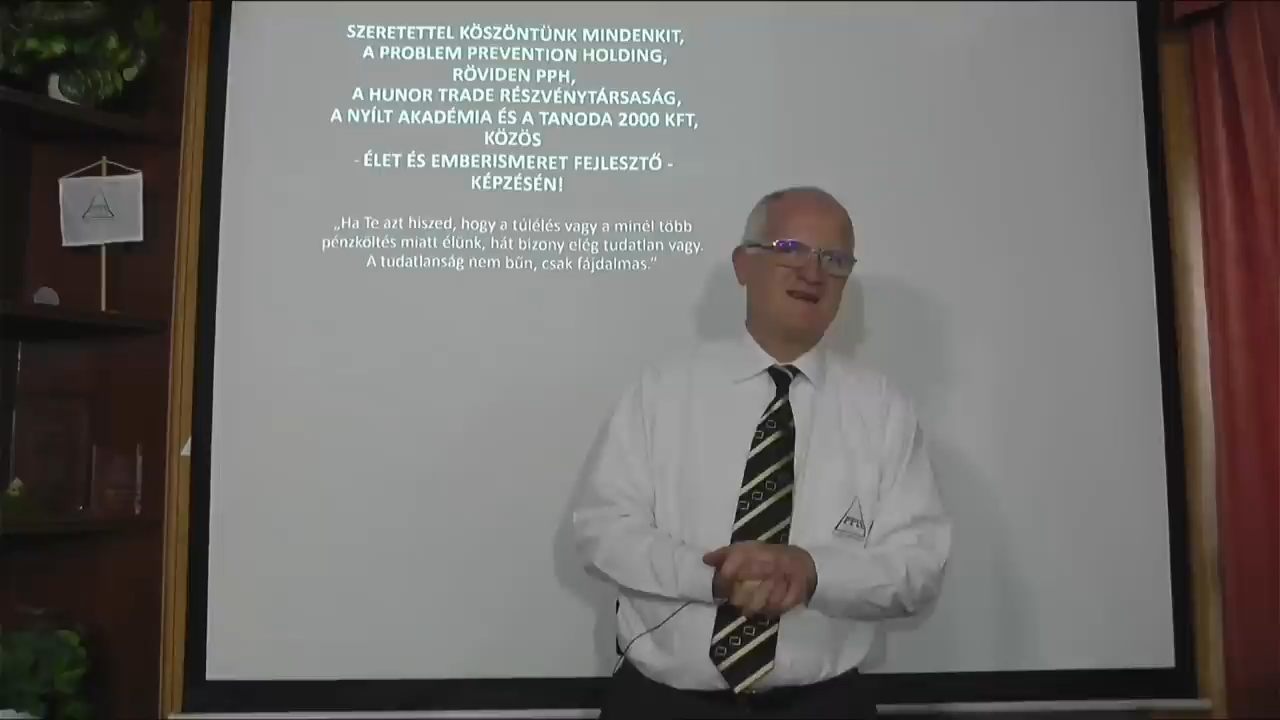 SZERETETTEL KÖSZÖNTÜNK MINDENKIT,
A PROBLEM PREVENTION HOLDING,
RÖVIDEN PPH,
A HUNOR TRADE RÉSZVÉNYTÁRSASÁG,
A NYÍLT AKADÉMIA ÉS A TANODA 2000 KFT,
KÖZÖS
- ÉLET ÉS EMBERISMERET FEJLESZTŐ -
KÉPZÉSÉN!
„Ha Te azt hiszed, hogy a túlélés vagy a minél több
pénzköltés miatt élünk, hát bizony elég tudatlan vagy.
A tudatlanság nem bűn, csak fájdalmas.”